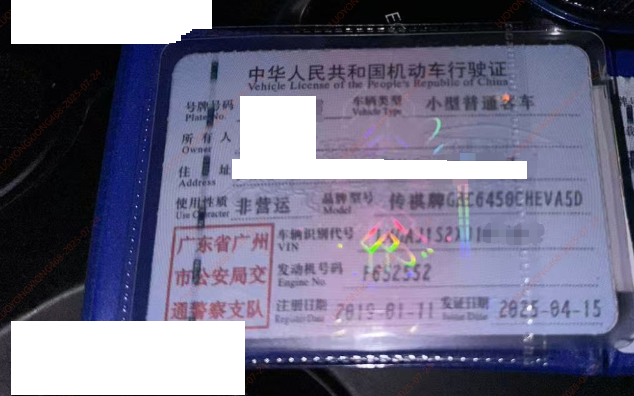 中华人民共和国机动车行驶证
Vehicle License of the People's Republic of China
号牌号码 车辆类型 小型普通客车
Plate No. Vehicle Type
所有人
Owner
住址
Address
使用性质 非营运 品牌型号 传祺牌GAC6450CHEVA5D
Use Character Model
广东省广州
市公安局交
通警察支队
车辆识别代号
VIN
发动机号码 F652552
Engine No.
注册日期 2019-01-11 发证日期 2025-04-15
Register Date Issue Date